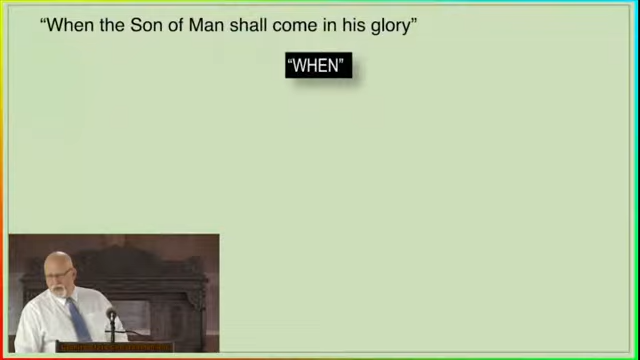 “When the Son of Man shall come in his glory”
“WHEN”